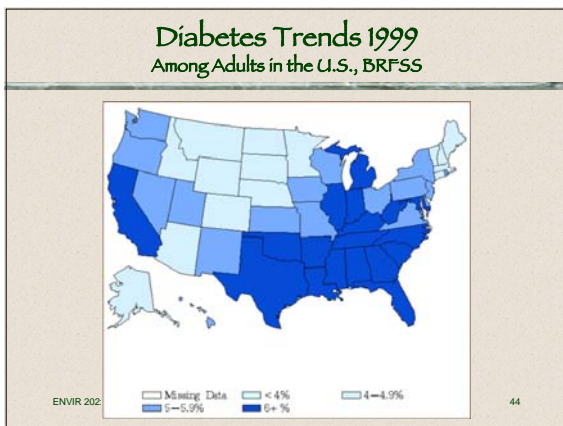 Diabetes Trends 1999
Among Adults in the U.S., BRFSS
Missing Data <4% 4–4.9%
5–5.9% 6+ %
ENVIR 202
44